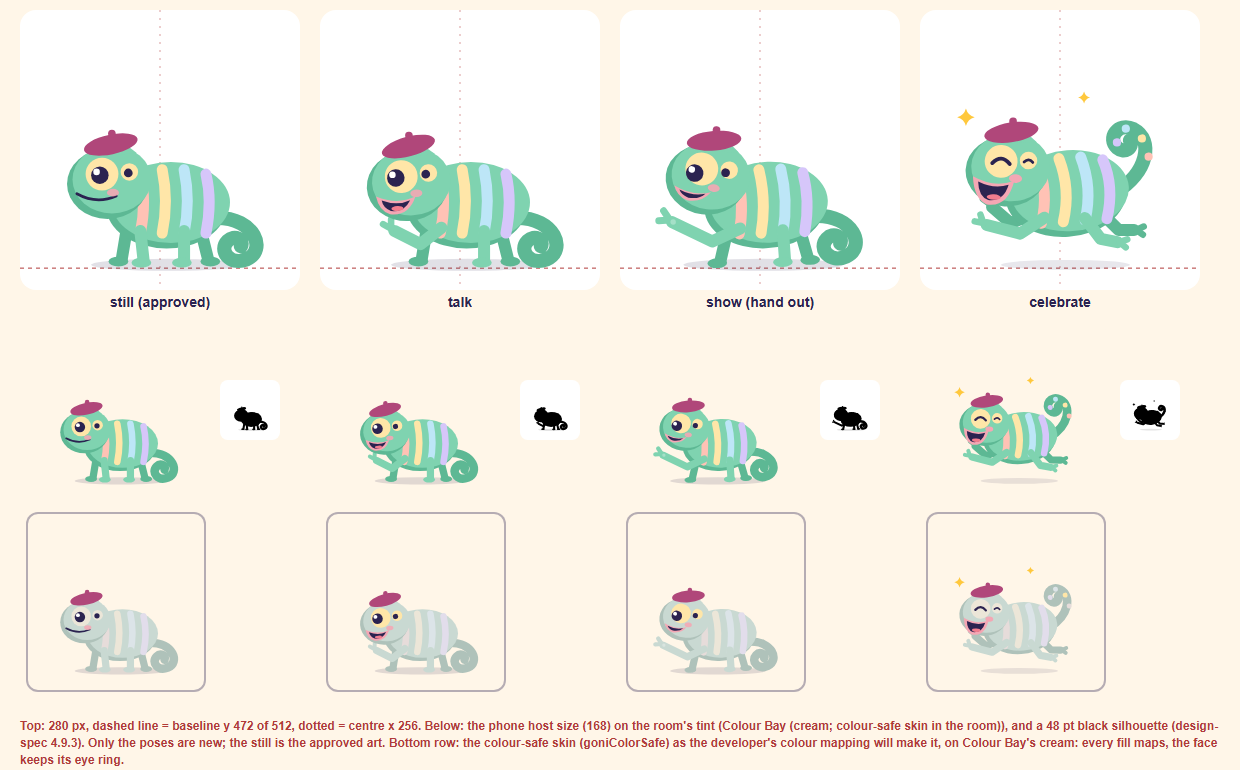 still (approved)
talk
show (hand out)
celebrate
Top: 280 px, dashed line = baseline y 472 of 512, dotted = centre x 256. Below: the phone host size (168) on the room's tint (Colour Bay (cream; colour-safe skin in the room)), and a 48 pt black silhouette (design-
spec 4.9.3). Only the poses are new; the still is the approved art. Bottom row: the colour-safe skin (goniColorSafe) as the developer's colour mapping will make it, on Colour Bay's cream: every fill maps, the face
keeps its eye ring.